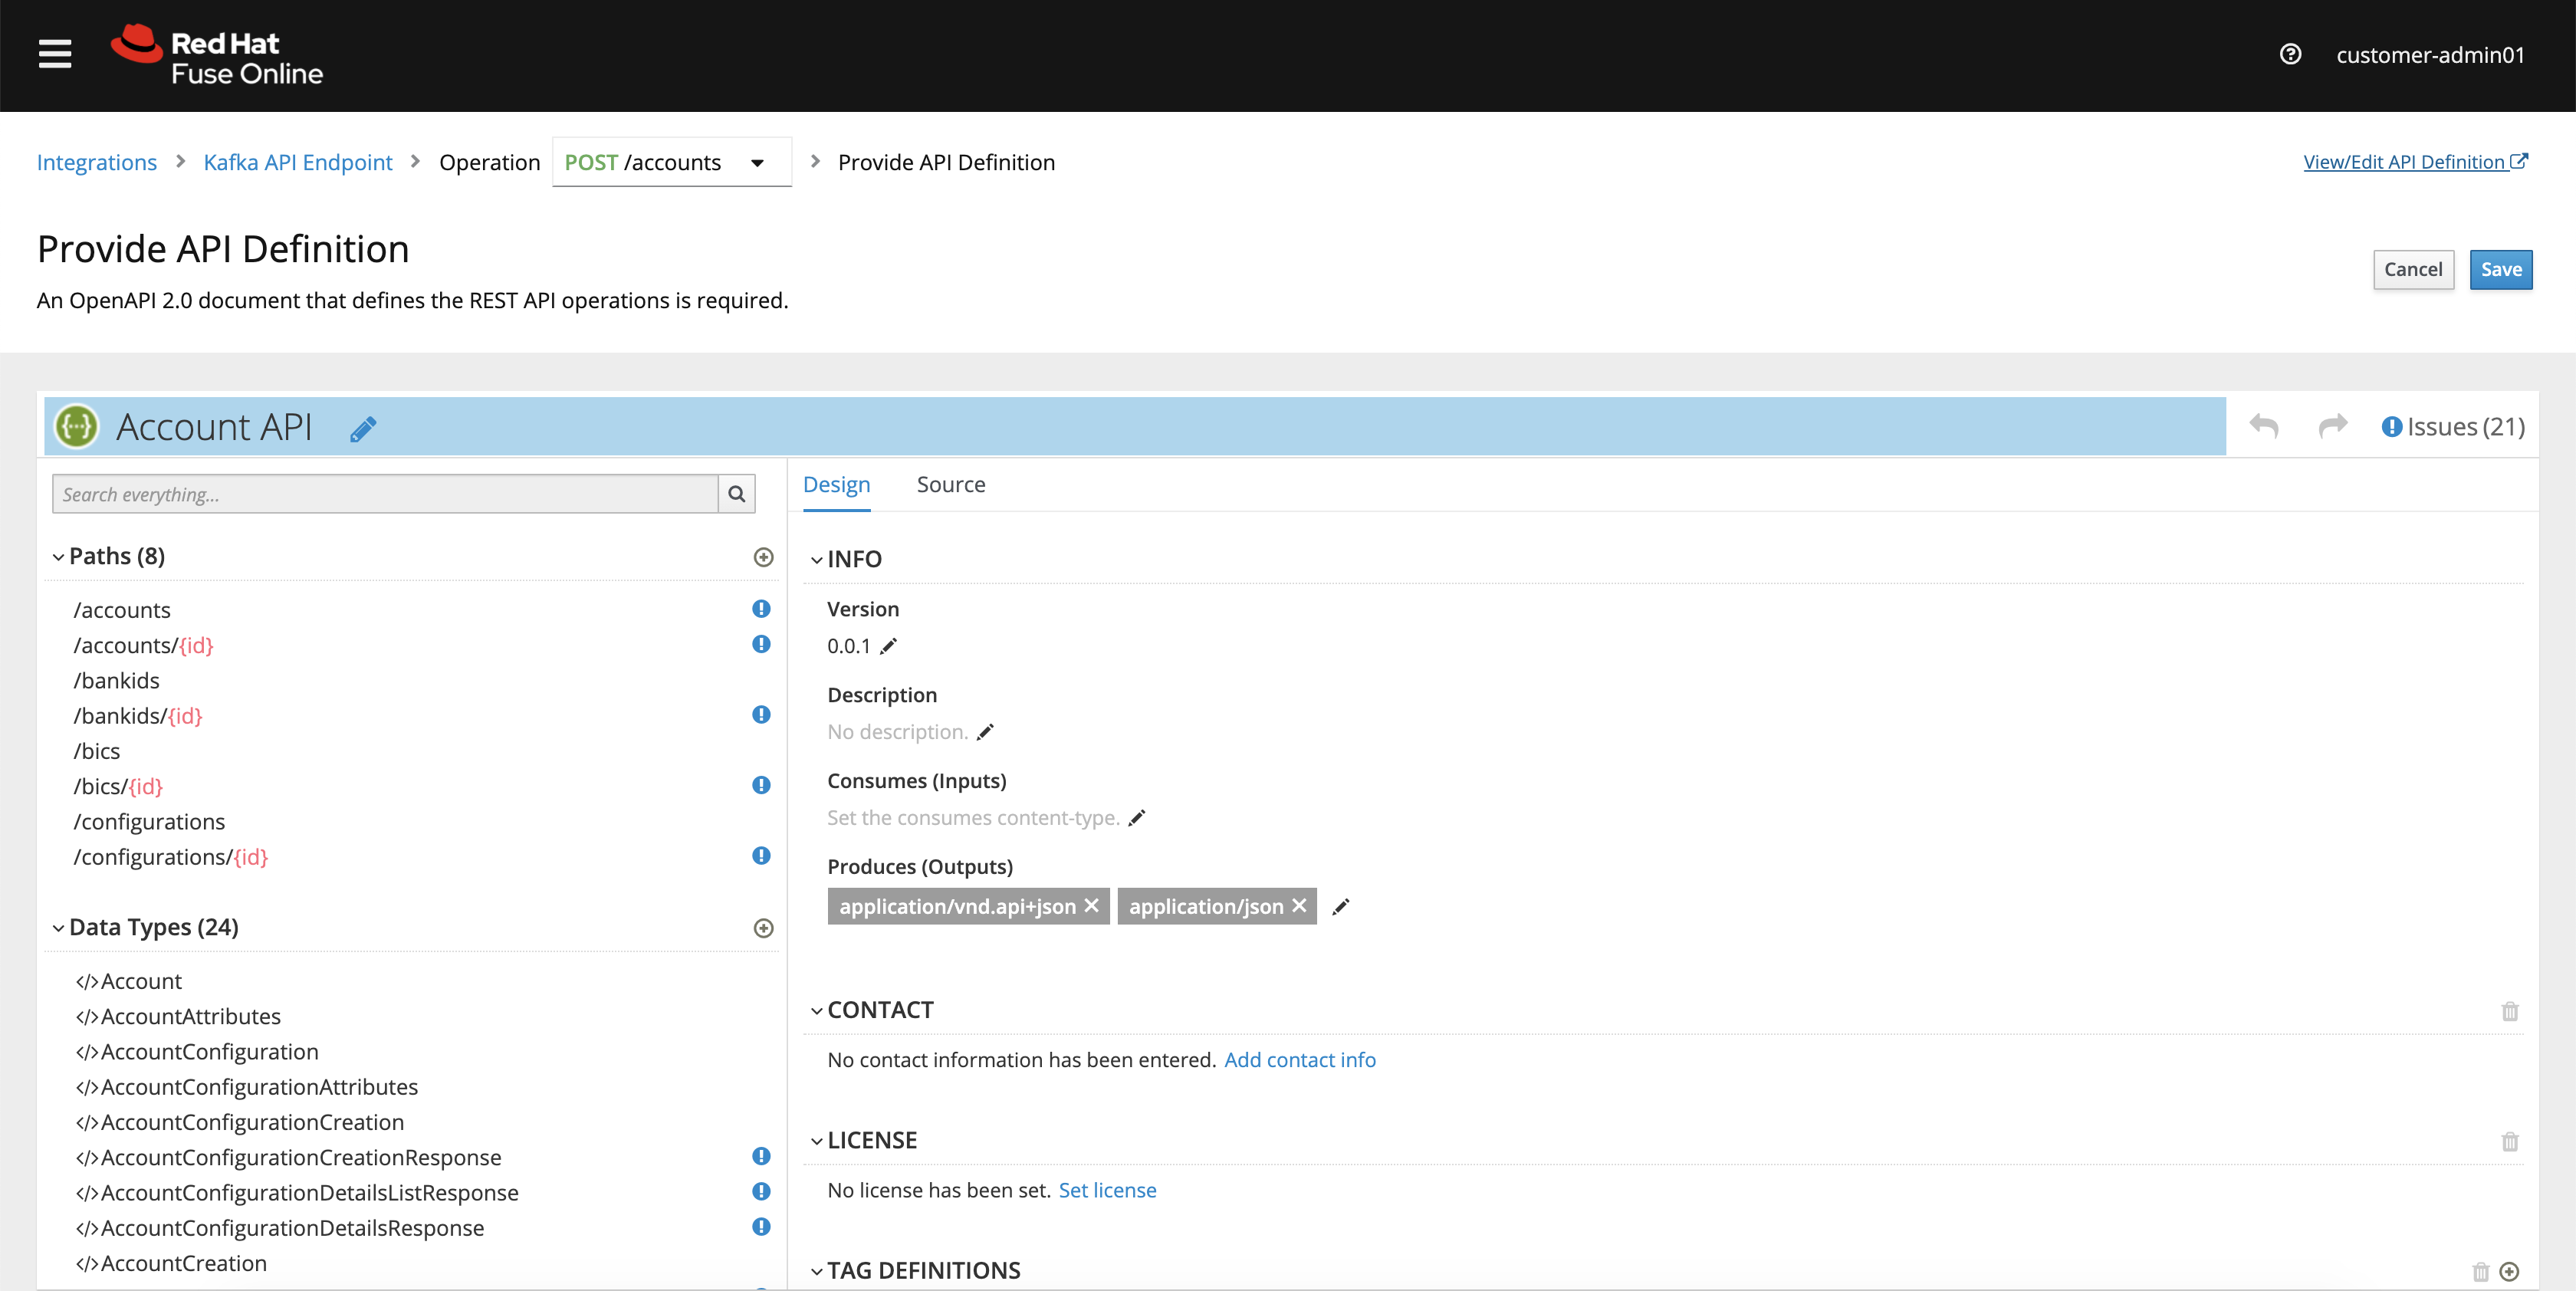 Red Hat
Fuse Online
customer-admin01
Integrations > Kafka API Endpoint > Operation POST /accounts > Provide API Definition
View/Edit API Definition
Provide API Definition
Cancel
Save
An OpenAPI 2.0 document that defines the REST API operations is required.
{...} Account API
Issues (21)
Search everything...
Design
Source
Paths (8)
/accounts
/accounts/{id}
/bankids
/bankids/{id}
/bics
/bics/{id}
/configurations
/configurations/{id}
Data Types (24)
</>Account
</>AccountAttributes
</>AccountConfiguration
</>AccountConfigurationAttributes
</>AccountConfigurationCreation
</>AccountConfigurationCreationResponse
</>AccountConfigurationDetailsListResponse
</>AccountConfigurationDetailsResponse
</>AccountCreation
INFO
Version
0.0.1
Description
No description.
Consumes (Inputs)
Set the consumes content-type.
Produces (Outputs)
application/vnd.api+json × application/json ×
CONTACT
No contact information has been entered. Add contact info
LICENSE
No license has been set. Set license
TAG DEFINITIONS